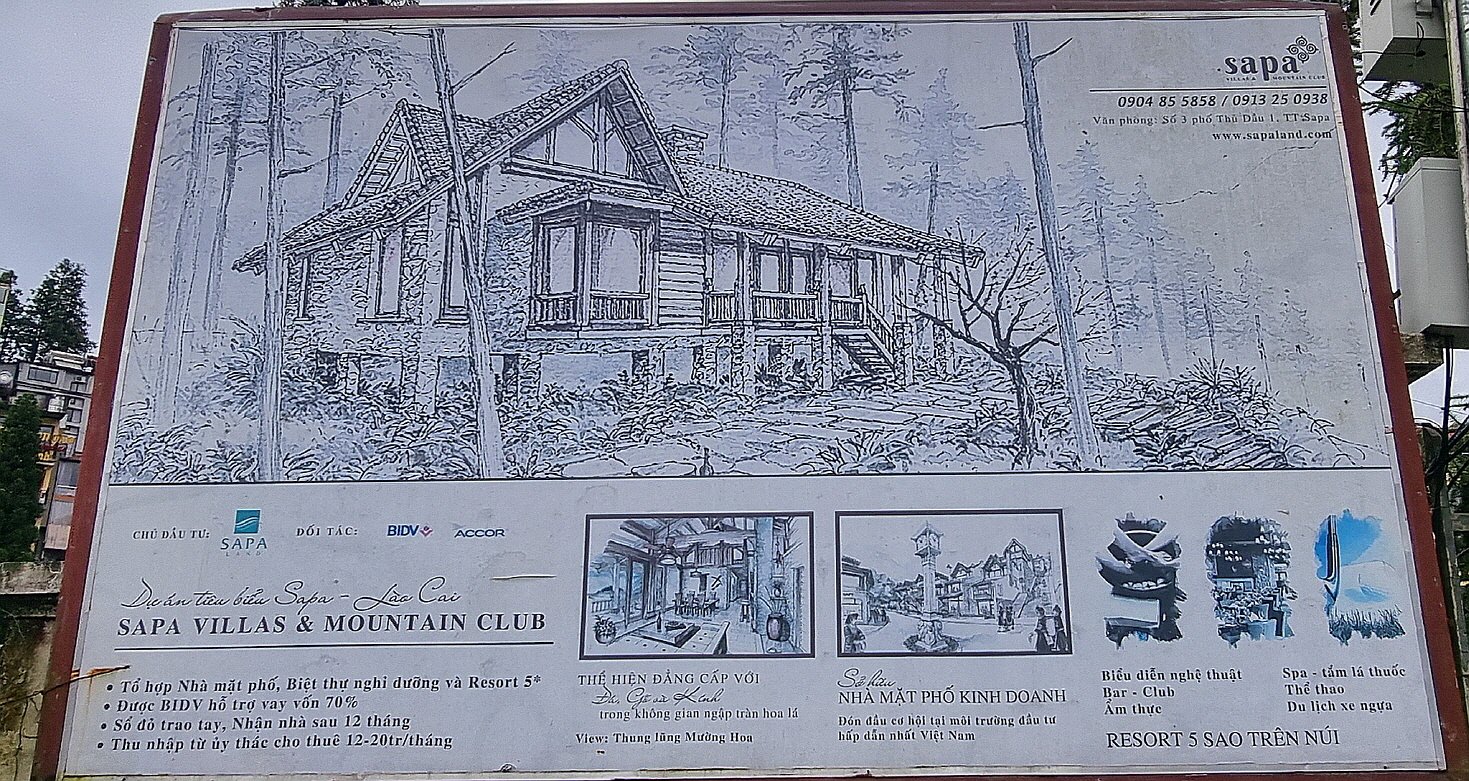 sapa
VILLAS & MOUNTAIN CLUB
0904 85 5858 / 0913 25 0938
Văn phòng: Số 3 phố Thủ Dầu 1, TT Sapa
www.sapaland.com
CHỦ ĐẦU TƯ: SAPA LAND ĐỐI TÁC: BIDV ACCOR
Dự án tiêu biểu Sapa - Lào Cai
SAPA VILLAS & MOUNTAIN CLUB
• Tổ hợp Nhà mặt phố, Biệt thự nghỉ dưỡng và Resort 5*
• Được BIDV hỗ trợ vay vốn 70%
• Sổ đỏ trao tay, Nhận nhà sau 12 tháng
• Thu nhập từ ủy thác cho thuê 12-20tr/tháng
THỂ HIỆN ĐẲNG CẤP VỚI
Đá, Gỗ và Kính
trong không gian ngập tràn hoa lá
View: Thung lũng Mường Hoa
Sở hữu
NHÀ MẶT PHỐ KINH DOANH
Đón đầu cơ hội tại môi trường đầu tư
hấp dẫn nhất Việt Nam
Biểu diễn nghệ thuật
Bar - Club
Ẩm thực
Spa - tắm lá thuốc
Thể thao
Du lịch xe ngựa
RESORT 5 SAO TRÊN NÚI